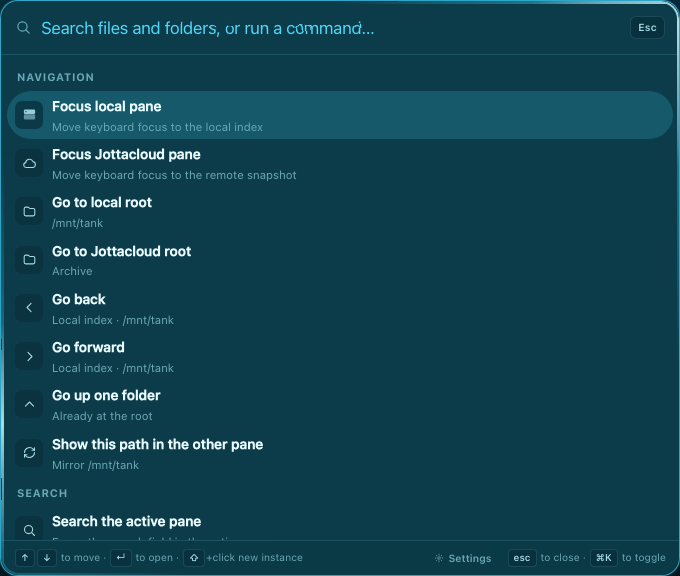 Search files and folders, or run a command...
Esc
NAVIGATION
Focus local pane
Move keyboard focus to the local index
Focus Jottacloud pane
Move keyboard focus to the remote snapshot
Go to local root
/mnt/tank
Go to Jottacloud root
Archive
Go back
Local index · /mnt/tank
Go forward
Local index · /mnt/tank
Go up one folder
Already at the root
Show this path in the other pane
Mirror /mnt/tank
SEARCH
Search the active pane
↑ ↓ to move · ↵ to open · ⇧ +click new instance
Settings
esc to close · ⌘K to toggle